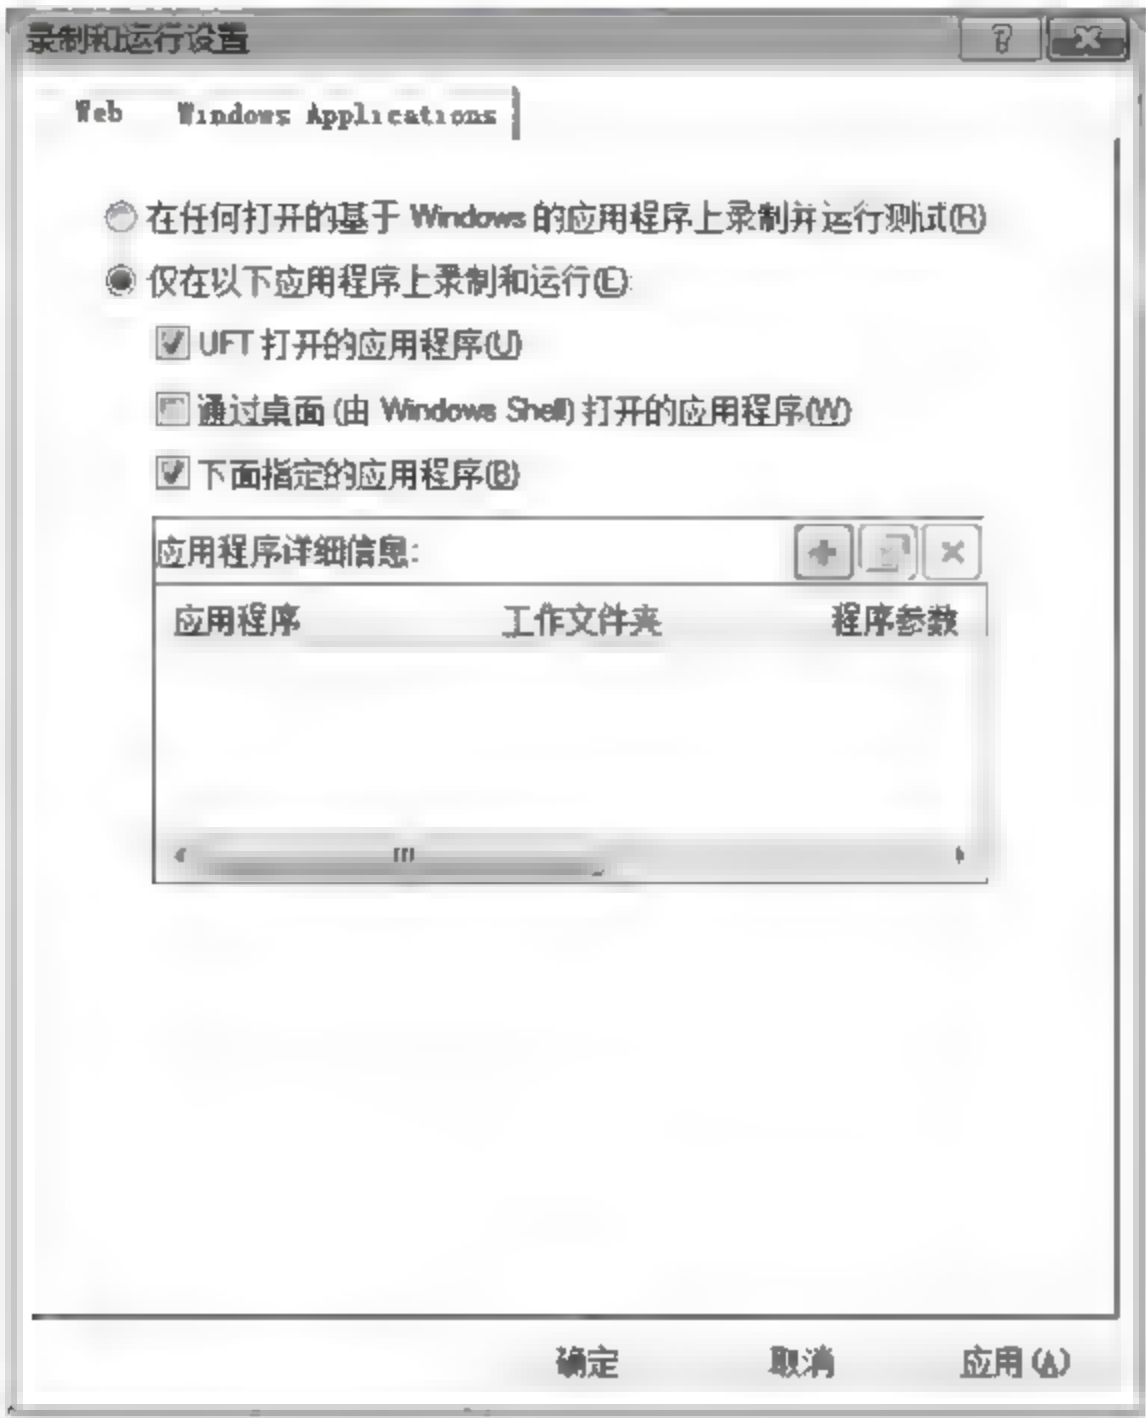 录制和运行设置
Web Windows Applications
在任何打开的基于 Windows 的应用程序上录制并运行测试(R)
仅在以下应用程序上录制和运行(E):
UFT 打开的应用程序(U)
通过桌面 (由 Windows Shell) 打开的应用程序(W)
下面指定的应用程序(B)
应用程序详细信息:
应用程序 工作文件夹 程序参数
确定 取消 应用(A)